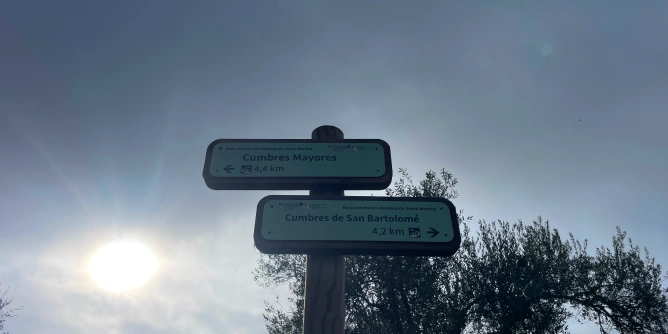 Cumbres Mayores
4,4 km
Cumbres de San Bartolomé
4,2 km